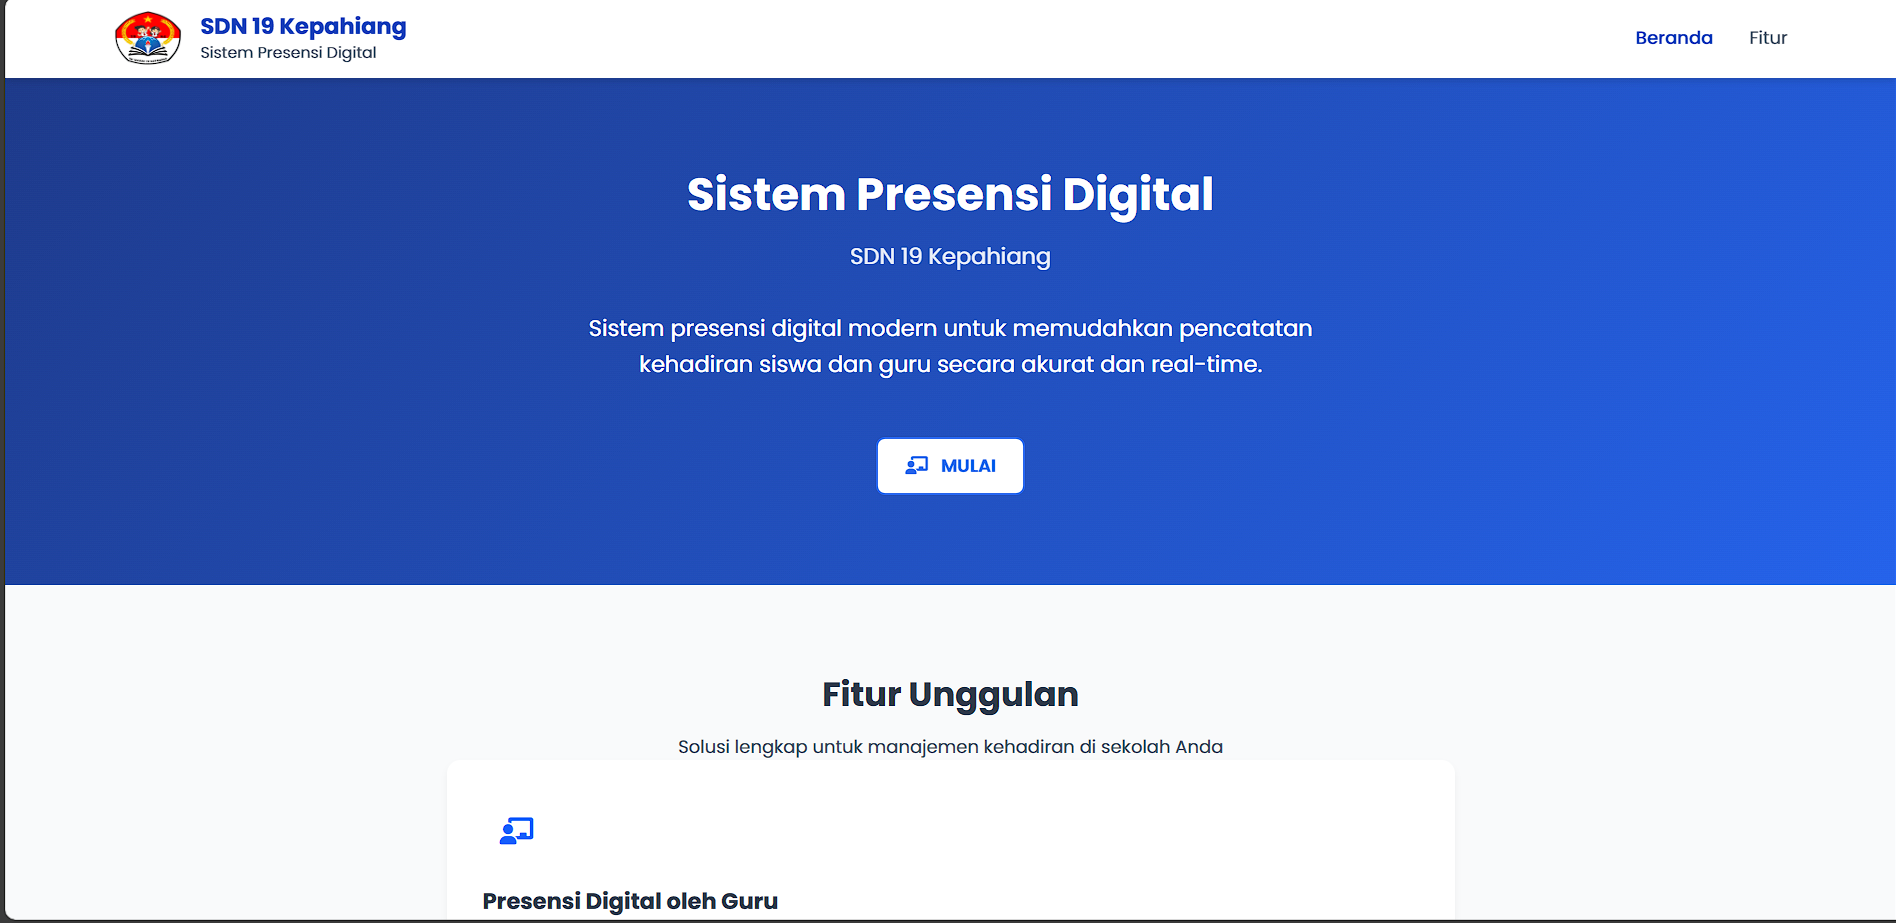 SDN 19 Kepahiang
Sistem Presensi Digital
Beranda
Fitur
Sistem Presensi Digital
SDN 19 Kepahiang
Sistem presensi digital modern untuk memudahkan pencatatan
kehadiran siswa dan guru secara akurat dan real-time.
MULAI
Fitur Unggulan
Solusi lengkap untuk manajemen kehadiran di sekolah Anda
Presensi Digital oleh Guru